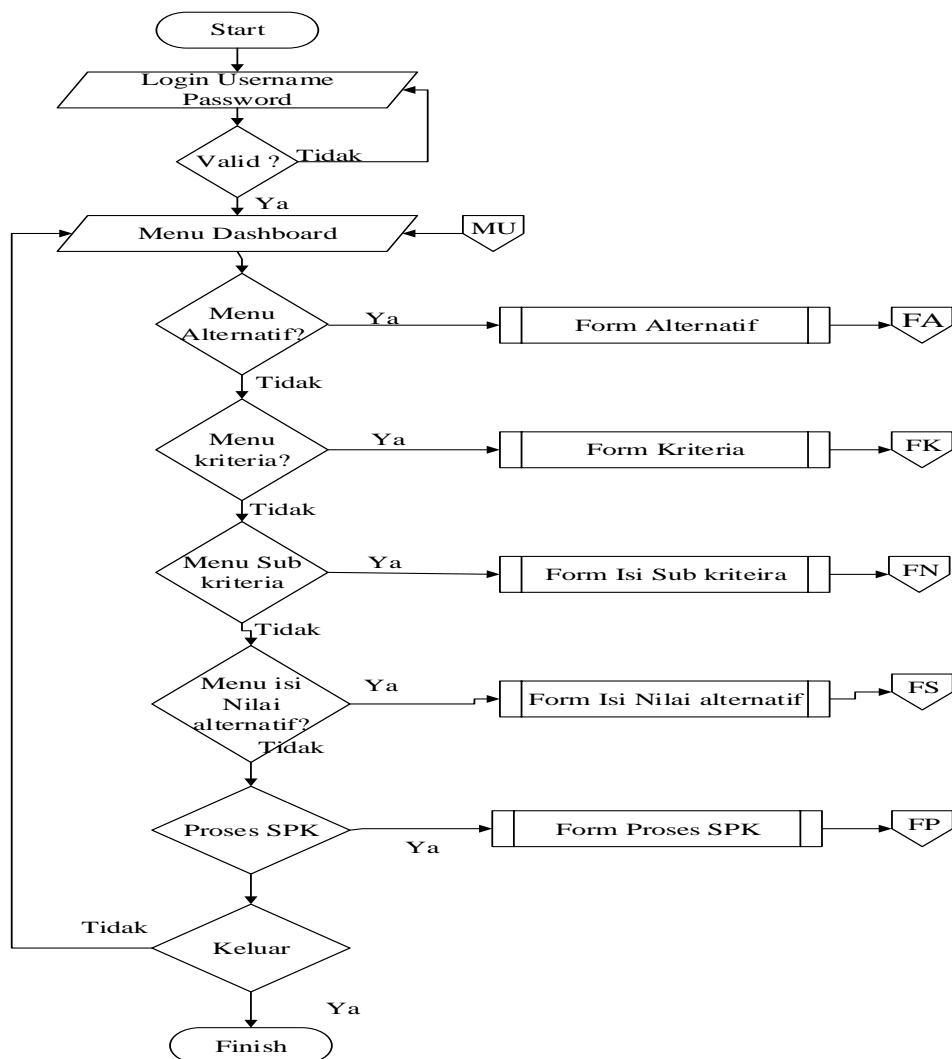 Start
Login Username
Password
Valid ?
Tidak
Ya
Menu Dashboard
MU
Menu
Alternatif?
Ya
Form Alternatif
FA
Tidak
Menu
kriteria?
Ya
Form Kriteria
FK
Tidak
Menu Sub
kriteria
Ya
Form Isi Sub kriteira
FN
Tidak
Menu isi
Nilai
alternatif?
Ya
Form Isi Nilai alternatif
FS
Tidak
Proses SPK
Ya
Form Proses SPK
FP
Tidak
Keluar
Ya
Finish